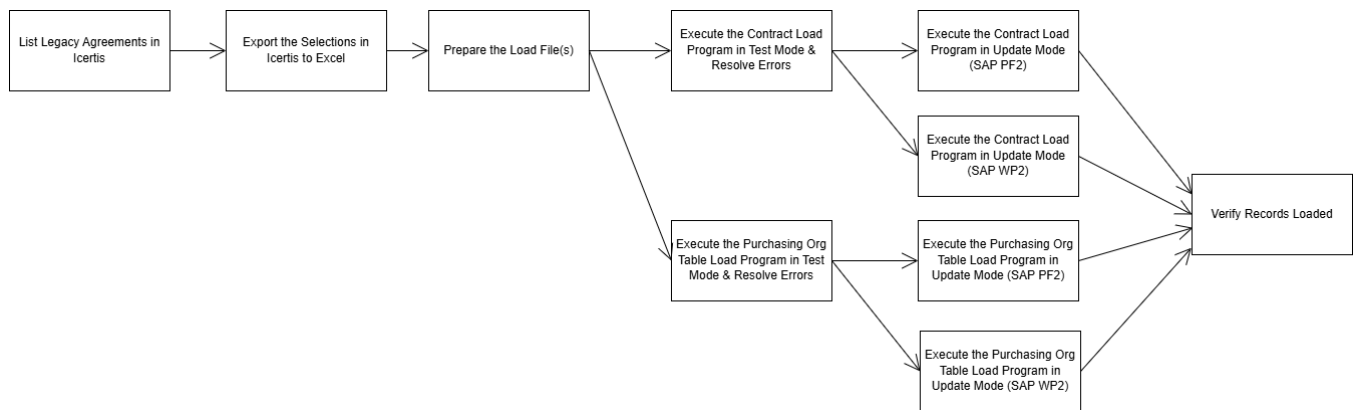 List Legacy Agreements in
Icertis
Export the Selections in
Icertis to Excel
Prepare the Load File(s)
Execute the Contract Load
Program in Test Mode &
Resolve Errors
Execute the Contract Load
Program in Update Mode
(SAP PF2)
Execute the Contract Load
Program in Update Mode
(SAP WP2)
Execute the Purchasing Org
Table Load Program in Test
Mode & Resolve Errors
Execute the Purchasing Org
Table Load Program in
Update Mode (SAP PF2)
Execute the Purchasing Org
Table Load Program in
Update Mode (SAP WP2)
Verify Records Loaded